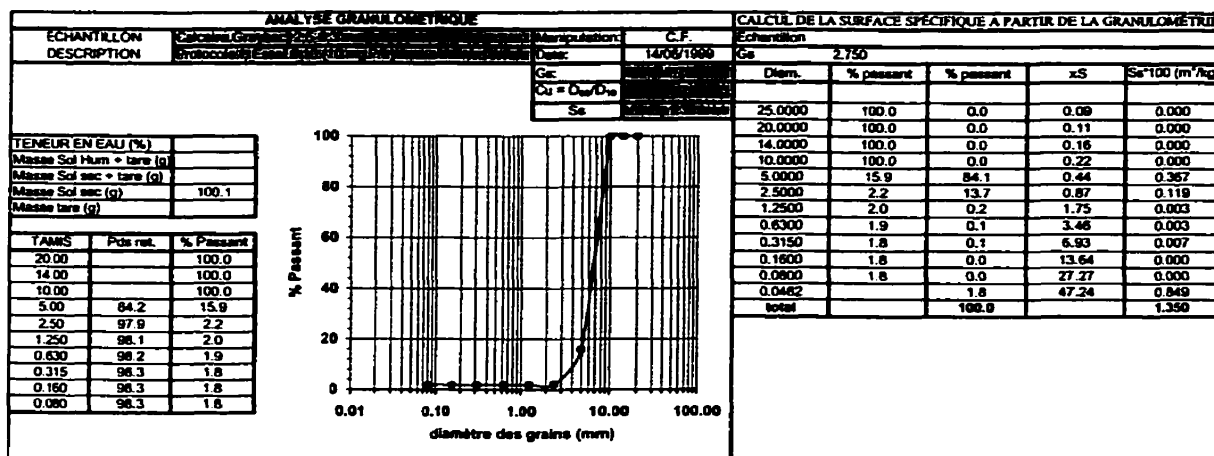 ANALYSE GRANULOMETRIQUE
ECHANTILLON
Manipulation: C.F.
DESCRIPTION
Date: 14/06/1999
Gs:
Cu = D60/D10
Ss
TENEUR EN EAU (%)
Masse Sol Hum + tare (g)
Masse Sol sec + tare (g)
Masse Sol sec (g) 100.1
Masse tare (g)
TAMIS Pds ret. % Passant
20.00 100.0
14.00 100.0
10.00 100.0
5.00 84.2 15.9
2.50 97.9 2.2
1.250 98.1 2.0
0.630 98.2 1.9
0.315 98.3 1.8
0.160 98.3 1.8
0.080 98.3 1.8
% Passant
100
80
60
40
20
0
0.01 0.10 1.00 10.00 100.00
diamètre des grains (mm)
CALCUL DE LA SURFACE SPÉCIFIQUE A PARTIR DE LA GRANULOMÉTRIE
Echantillon
Gs 2.750
Diam. % passant % passant xS Ss*100 (m²/kg
25.0000 100.0 0.0 0.09 0.000
20.0000 100.0 0.0 0.11 0.000
14.0000 100.0 0.0 0.16 0.000
10.0000 100.0 0.0 0.22 0.000
5.0000 15.9 84.1 0.44 0.367
2.5000 2.2 13.7 0.87 0.119
1.2500 2.0 0.2 1.75 0.003
0.6300 1.9 0.1 3.46 0.003
0.3150 1.8 0.1 6.93 0.007
0.1600 1.8 0.0 13.64 0.000
0.0800 1.8 0.0 27.27 0.000
0.0462 1.8 47.24 0.849
total 100.0 1.350